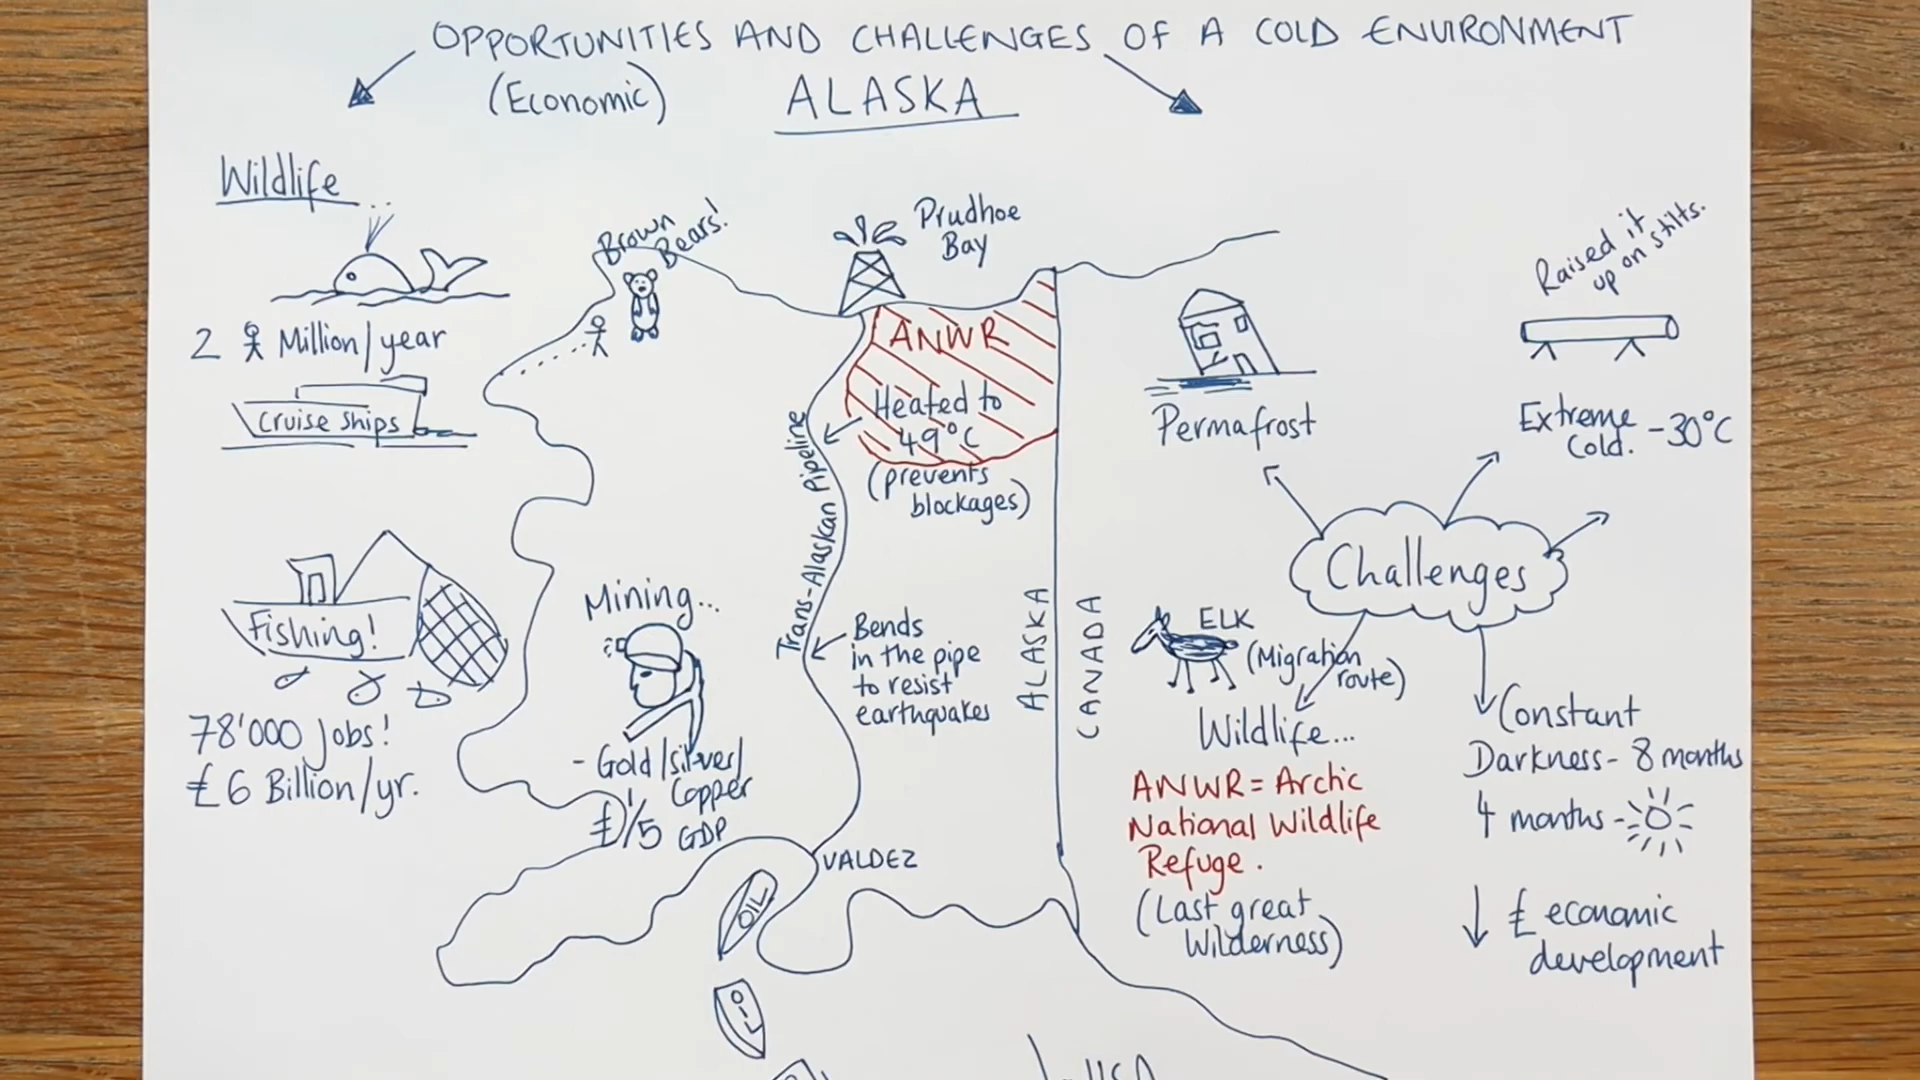 OPPORTUNITIES AND CHALLENGES OF A COLD ENVIRONMENT
(Economic)
ALASKA
Wildlife
2 Million/year
Cruise ships
Fishing!
78'000 Jobs!
£6 Billion/yr.
Brown
Bears!
Mining...
- Gold/silver/
Copper
£ 1/5 GDP
Prudhoe
Bay
ANWR
Heated to
49°C
(prevents
blockages)
Trans-Alaskan Pipeline
Bends
in the pipe
to resist
earthquakes
VALDEZ
OIL
OIL
ALASKA
CANADA
USA
Permafrost
Raised it
up on stilts.
Extreme
Cold. -30°C
Challenges
ELK
(Migration
route)
Wildlife...
ANWR = Arctic
National Wildlife
Refuge.
(Last great
Wilderness)
Constant
Darkness - 8 months
4 months -
£ economic
development